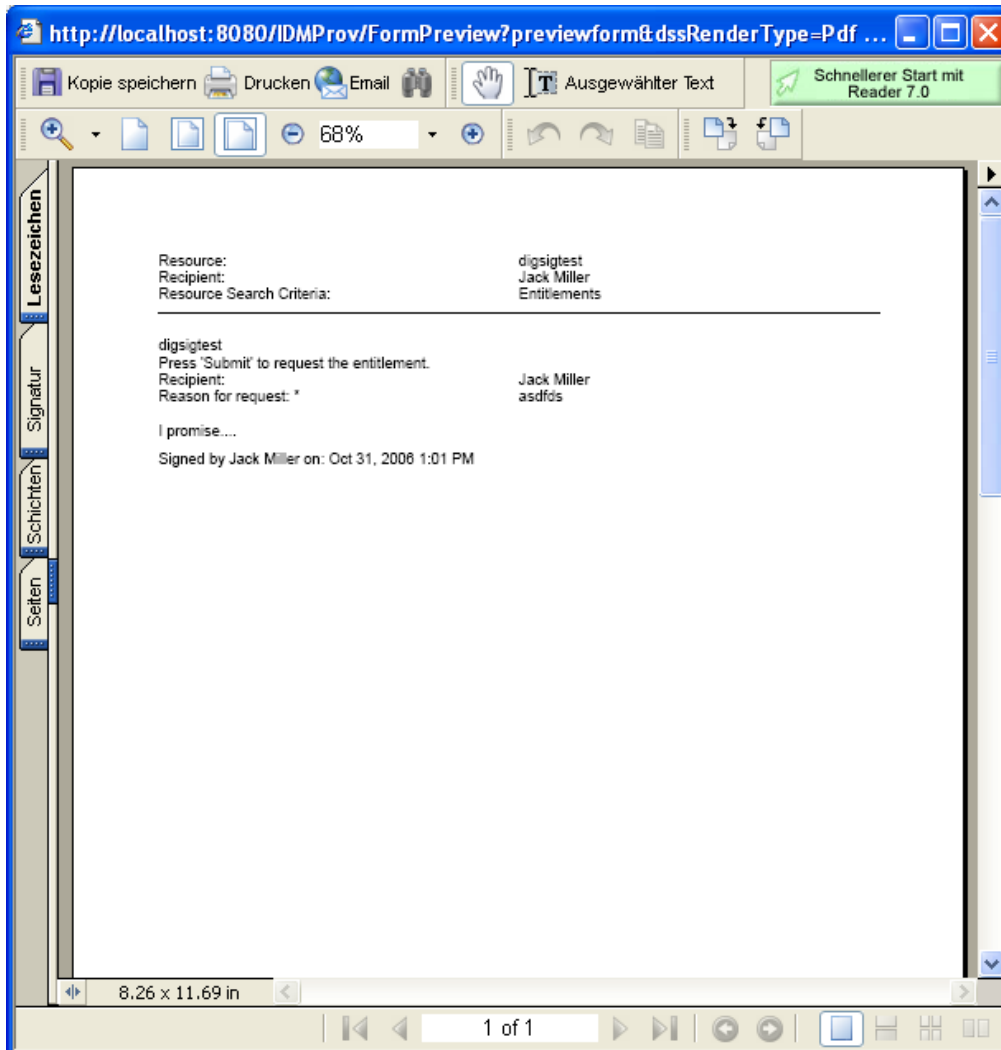 http://localhost:8080/IDMProv/FormPreview?previewform&dssRenderType=Pdf ...
Kopie speichern Drucken Email Ausgewählter Text Schnellerer Start mit
Reader 7.0
68%
Lesezeichen
Signatur
Schichten
Seiten
Resource: digsigtest
Recipient: Jack Miller
Resource Search Criteria: Entitlements
digsigtest
Press 'Submit' to request the entitlement.
Recipient: Jack Miller
Reason for request: * asdfds
I promise....
Signed by Jack Miller on: Oct 31, 2006 1:01 PM
8.26 x 11.69 in
1 of 1